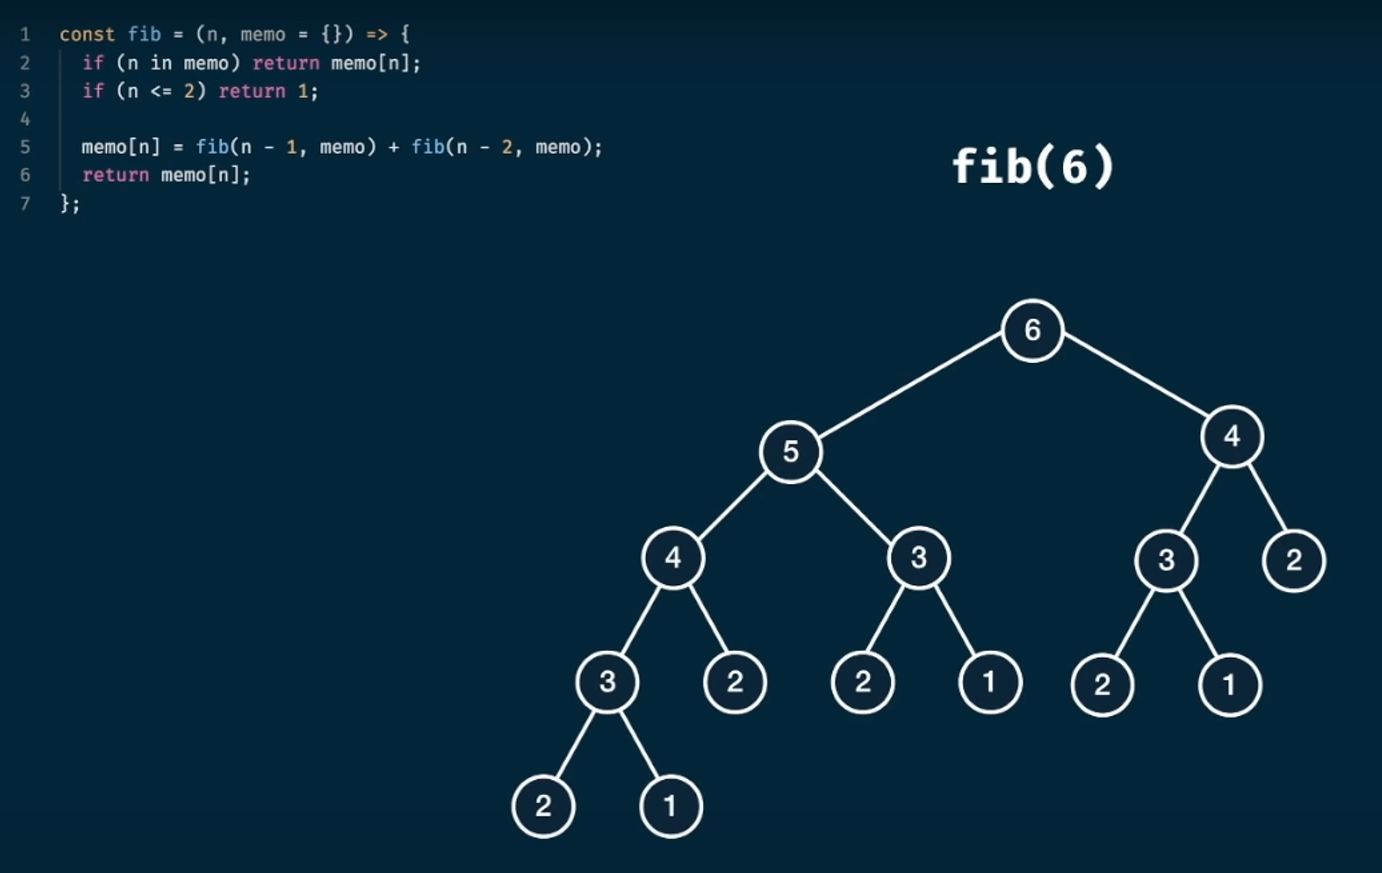 1 const fib = (n, memo = {}) => {
2 if (n in memo) return memo[n];
3 if (n <= 2) return 1;
4
5 memo[n] = fib(n - 1, memo) + fib(n - 2, memo);
6 return memo[n];
7 };
fib(6)
6
5 4
4 3 3 2
3 2 2 1 2 1
2 1